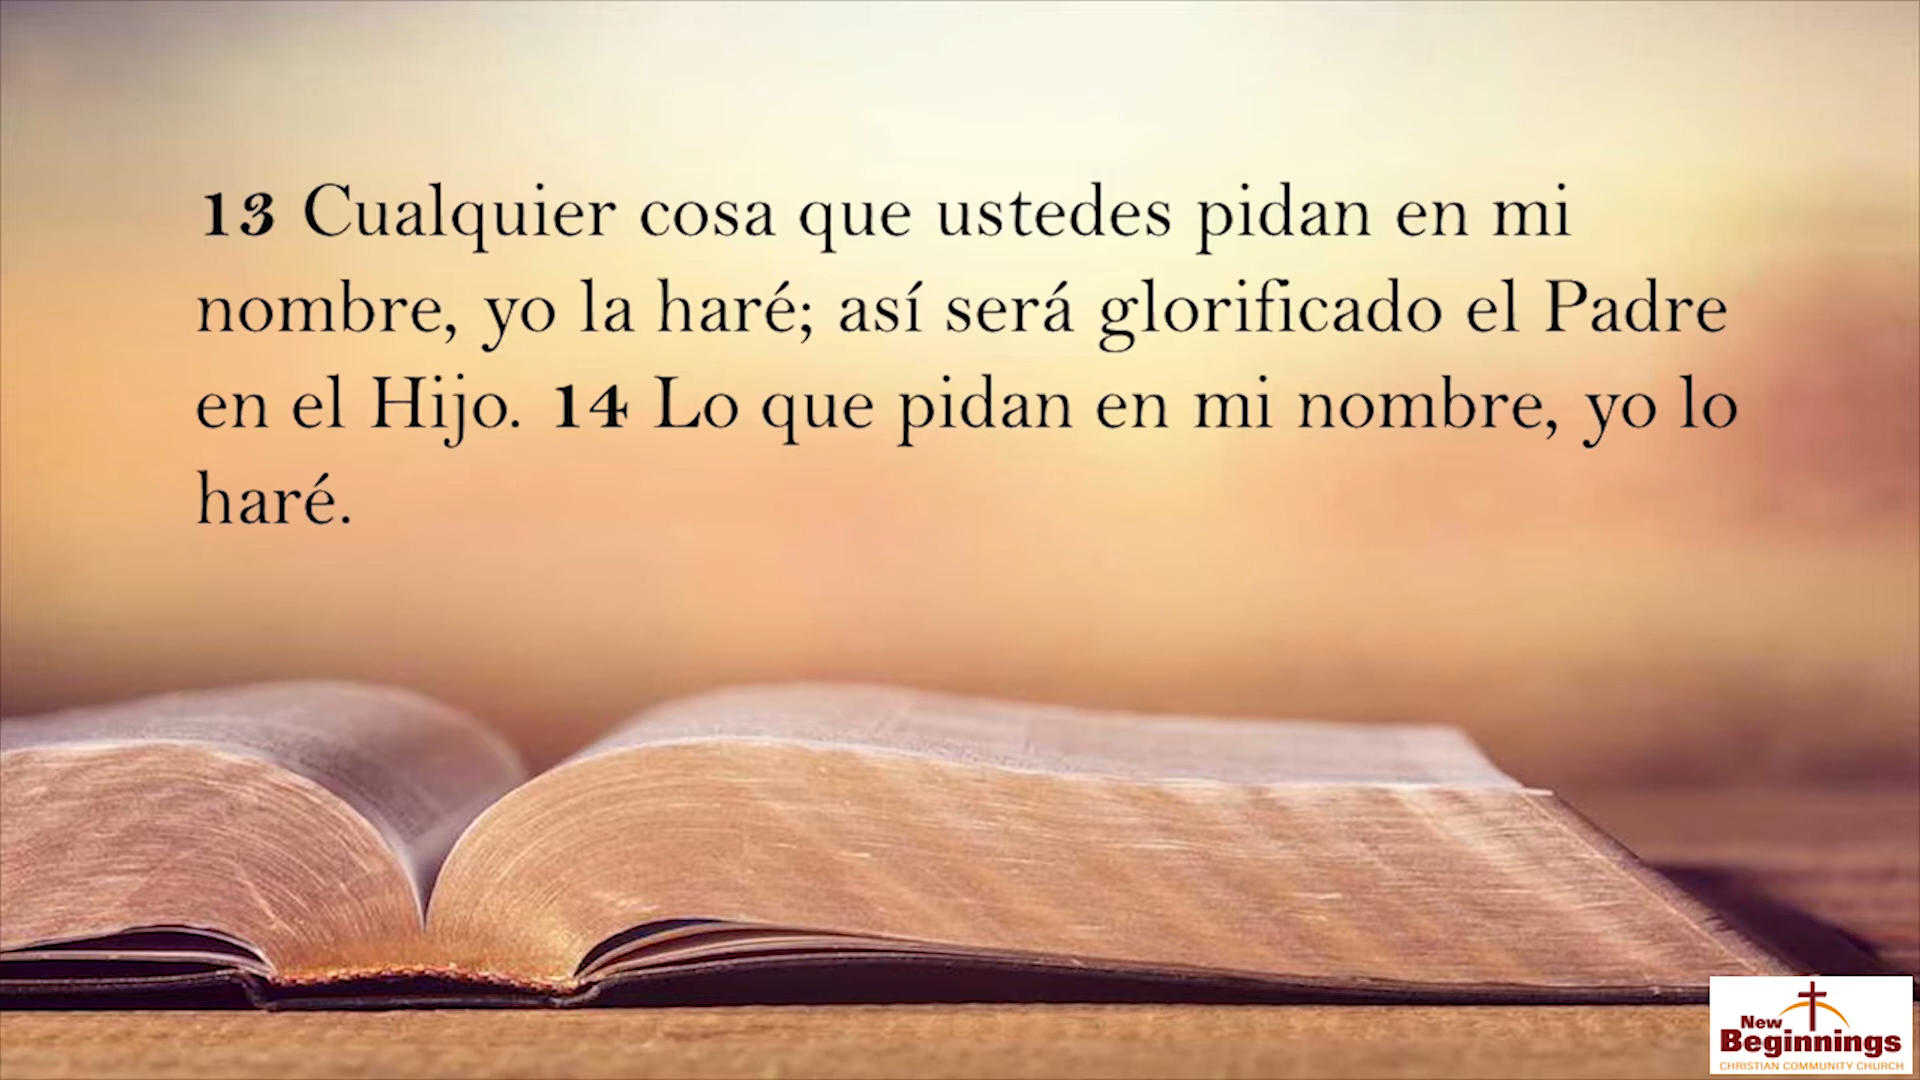 13 Cualquier cosa que ustedes pidan en mi
nombre, yo la haré; así será glorificado el Padre
en el Hijo. 14 Lo que pidan en mi nombre, yo lo
haré.
New
Beginnings
CHRISTIAN COMMUNITY CHURCH